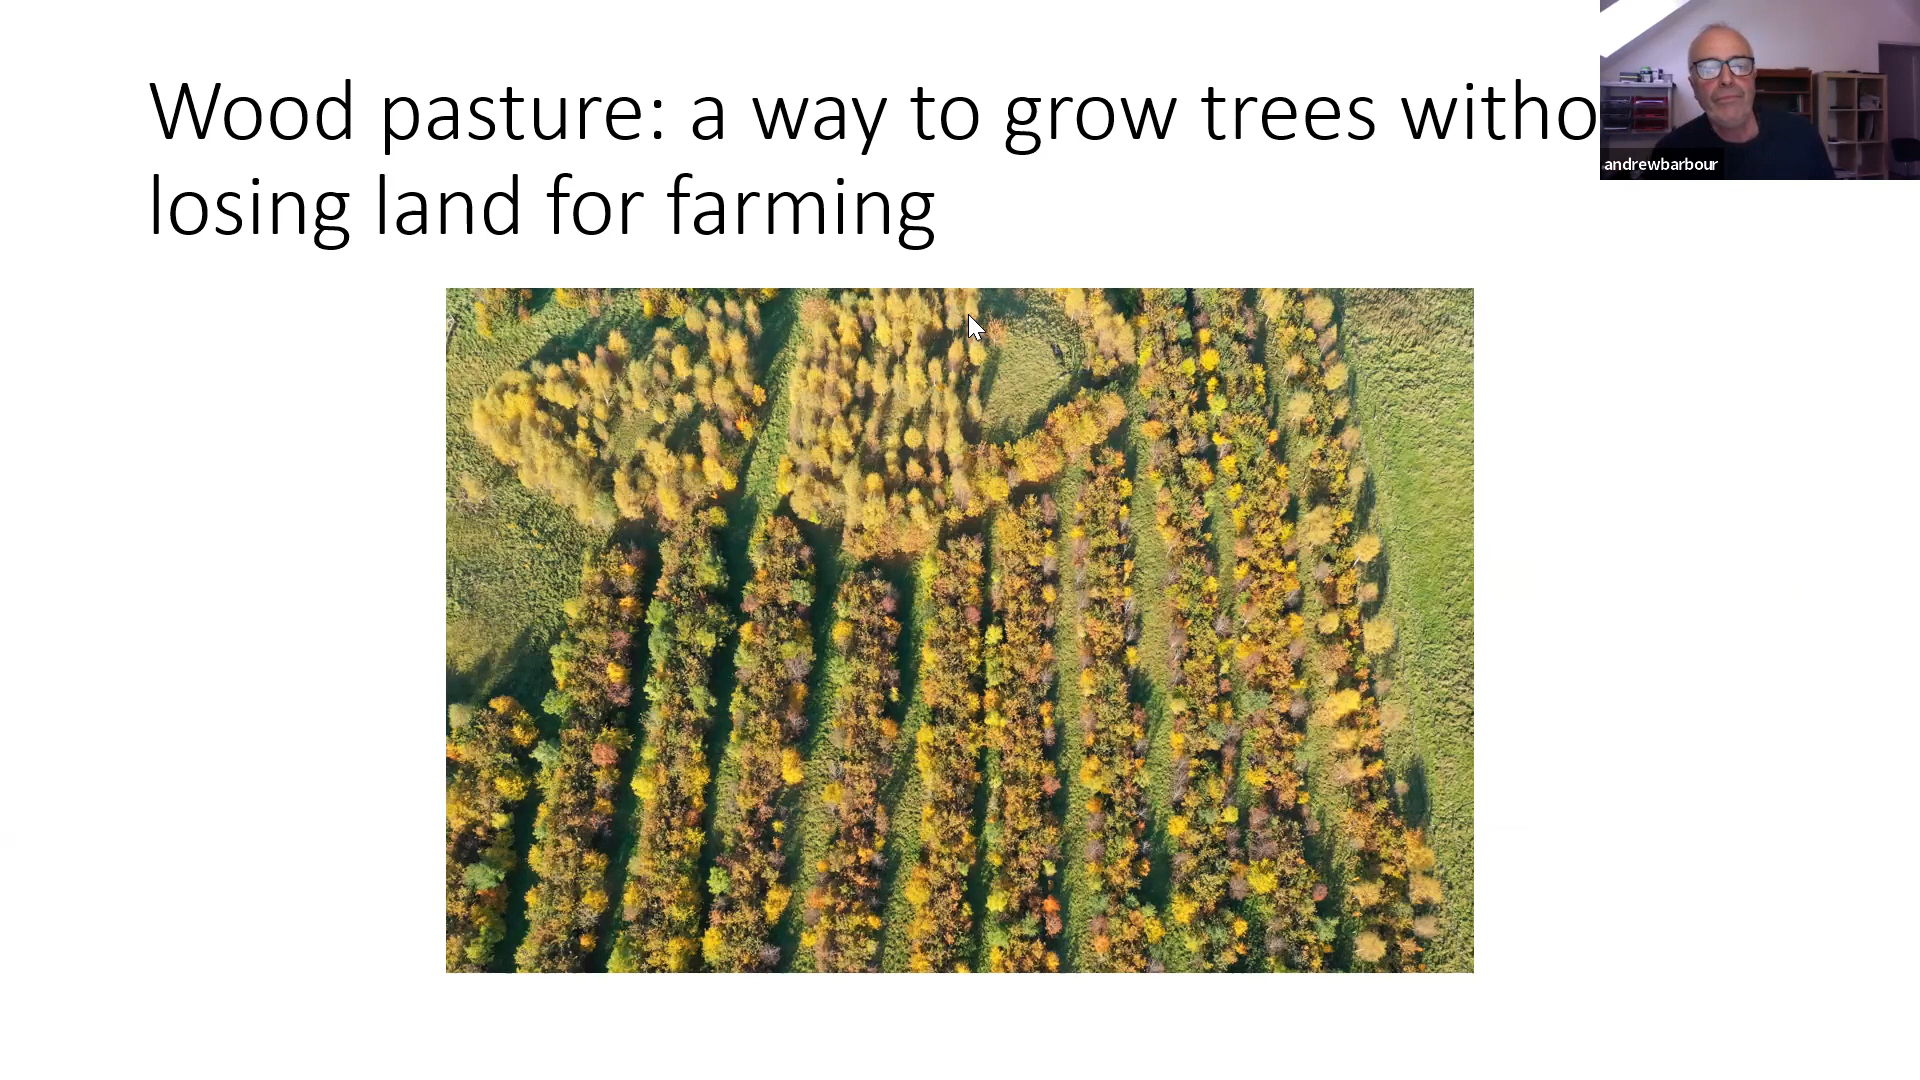 Wood pasture: a way to grow trees witho
losing land for farming
andrewbarbour